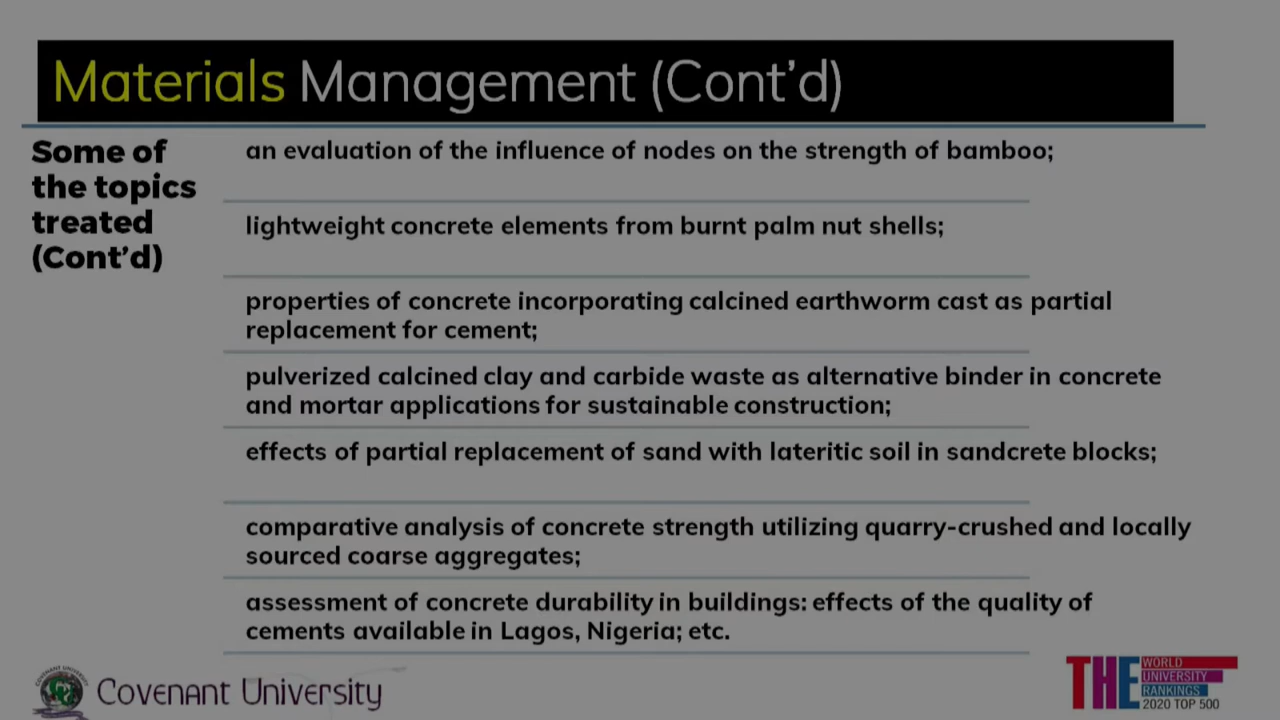 Materials Management (Cont’d)
Some of
the topics
treated
(Cont’d)
an evaluation of the influence of nodes on the strength of bamboo;
lightweight concrete elements from burnt palm nut shells;
properties of concrete incorporating calcined earthworm cast as partial
replacement for cement;
pulverized calcined clay and carbide waste as alternative binder in concrete
and mortar applications for sustainable construction;
effects of partial replacement of sand with lateritic soil in sandcrete blocks;
comparative analysis of concrete strength utilizing quarry-crushed and locally
sourced coarse aggregates;
assessment of concrete durability in buildings: effects of the quality of
cements available in Lagos, Nigeria; etc.
Covenant University
THE
WORLD
UNIVERSITY
RANKINGS
2020 TOP 500